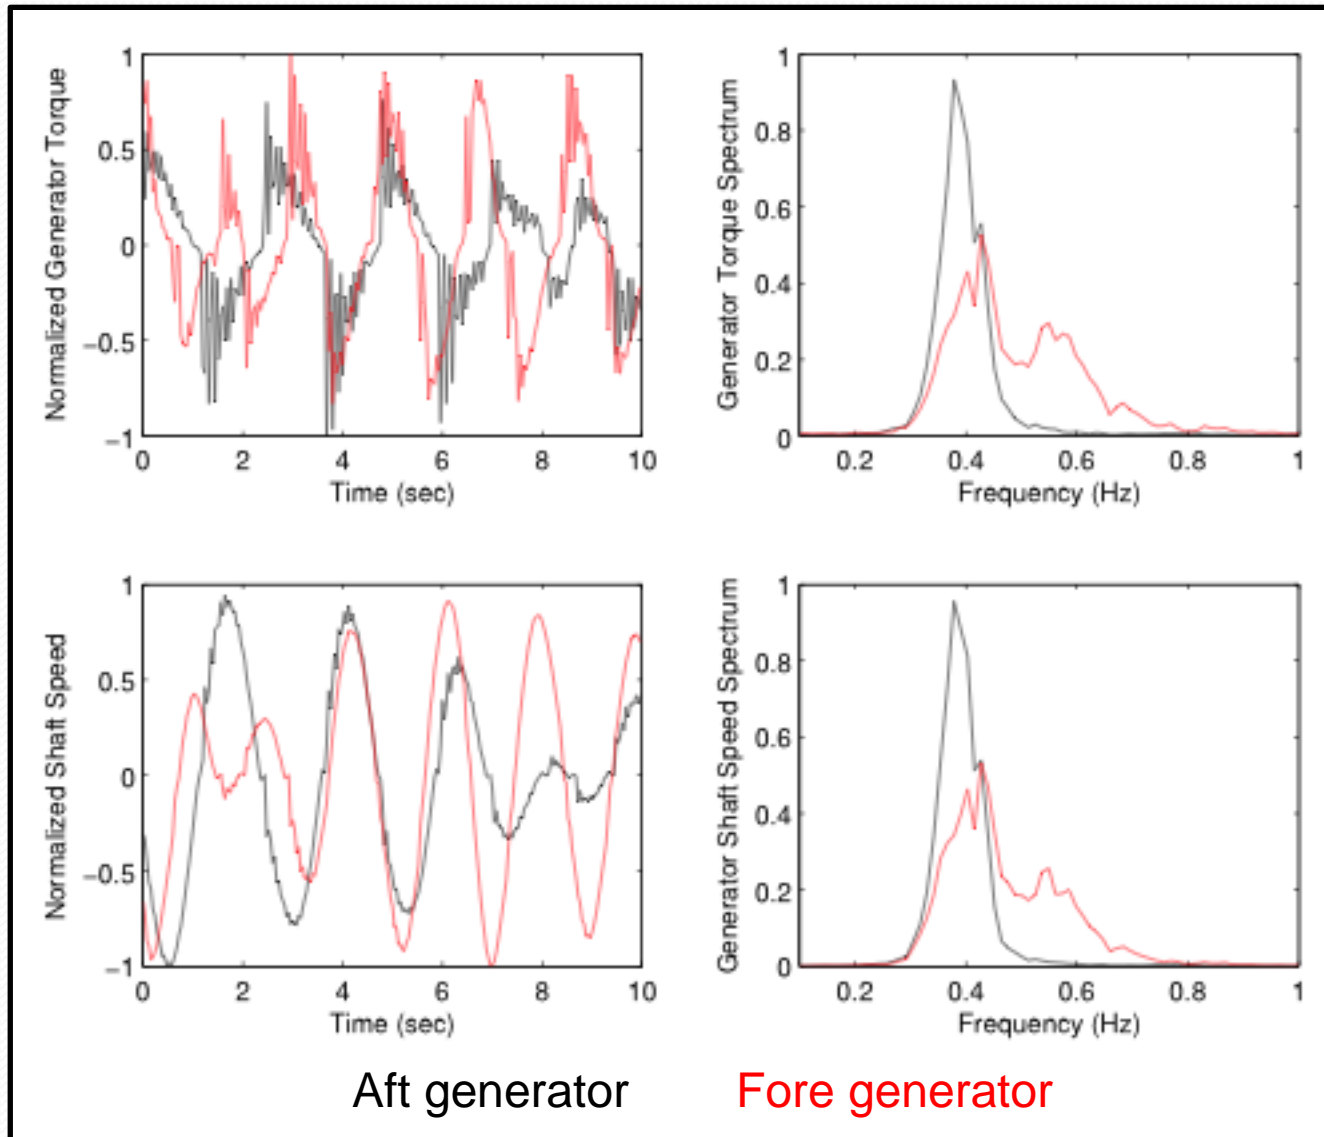 Normalized Generator Torque
1
0.5
0
−0.5
−1
0 2 4 6 8 10
Time (sec)
Generator Torque Spectrum
1
0.8
0.6
0.4
0.2
0
0.2 0.4 0.6 0.8 1
Frequency (Hz)
Normalized Shaft Speed
1
0.5
0
−0.5
−1
0 2 4 6 8 10
Time (sec)
Generator Shaft Speed Spectrum
1
0.8
0.6
0.4
0.2
0
0.2 0.4 0.6 0.8 1
Frequency (Hz)
Aft generator Fore generator